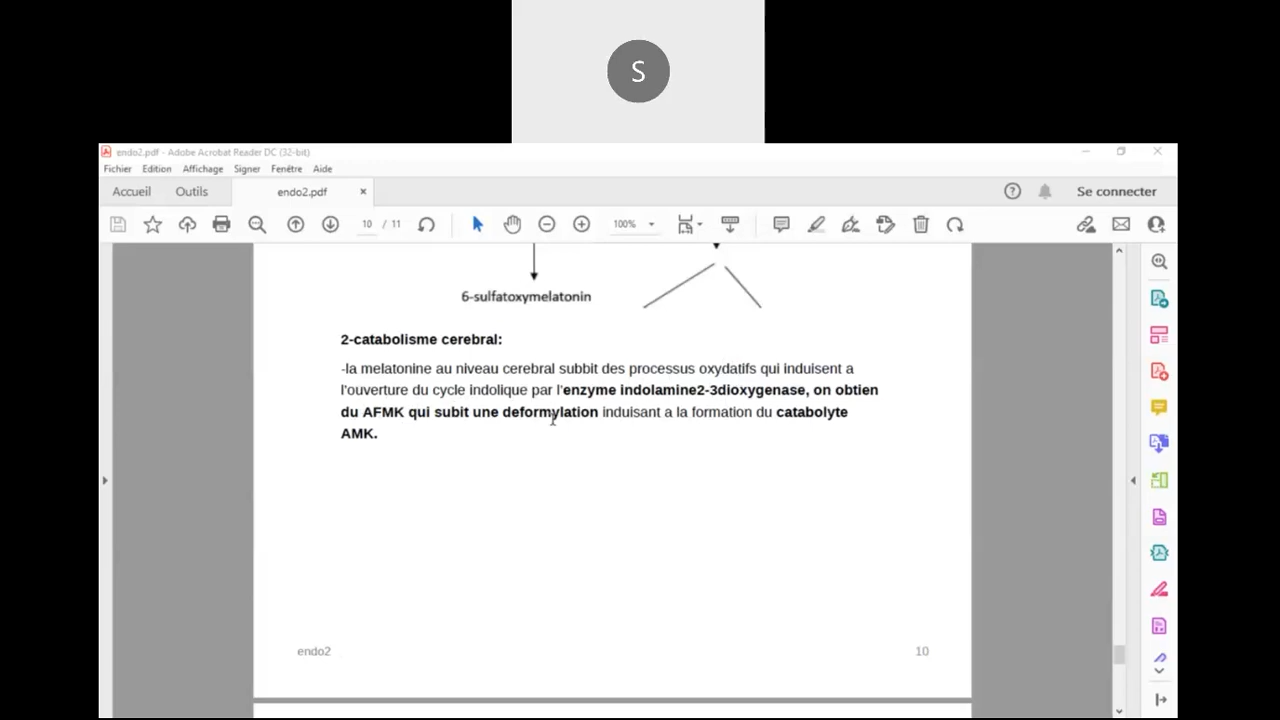 S
endo2.pdf - Adobe Acrobat Reader DC (32-bit)
Fichier Edition Affichage Signer Fenêtre Aide
Accueil Outils endo2.pdf × Se connecter
10 / 11 100%
6-sulfatoxymelatonin
2-catabolisme cerebral:
-la melatonine au niveau cerebral subbit des processus oxydatifs qui induisent a
l'ouverture du cycle indolique par l'enzyme indolamine2-3dioxygenase, on obtien
du AFMK qui subit une deformylation induisant a la formation du catabolyte
AMK.
endo2 10